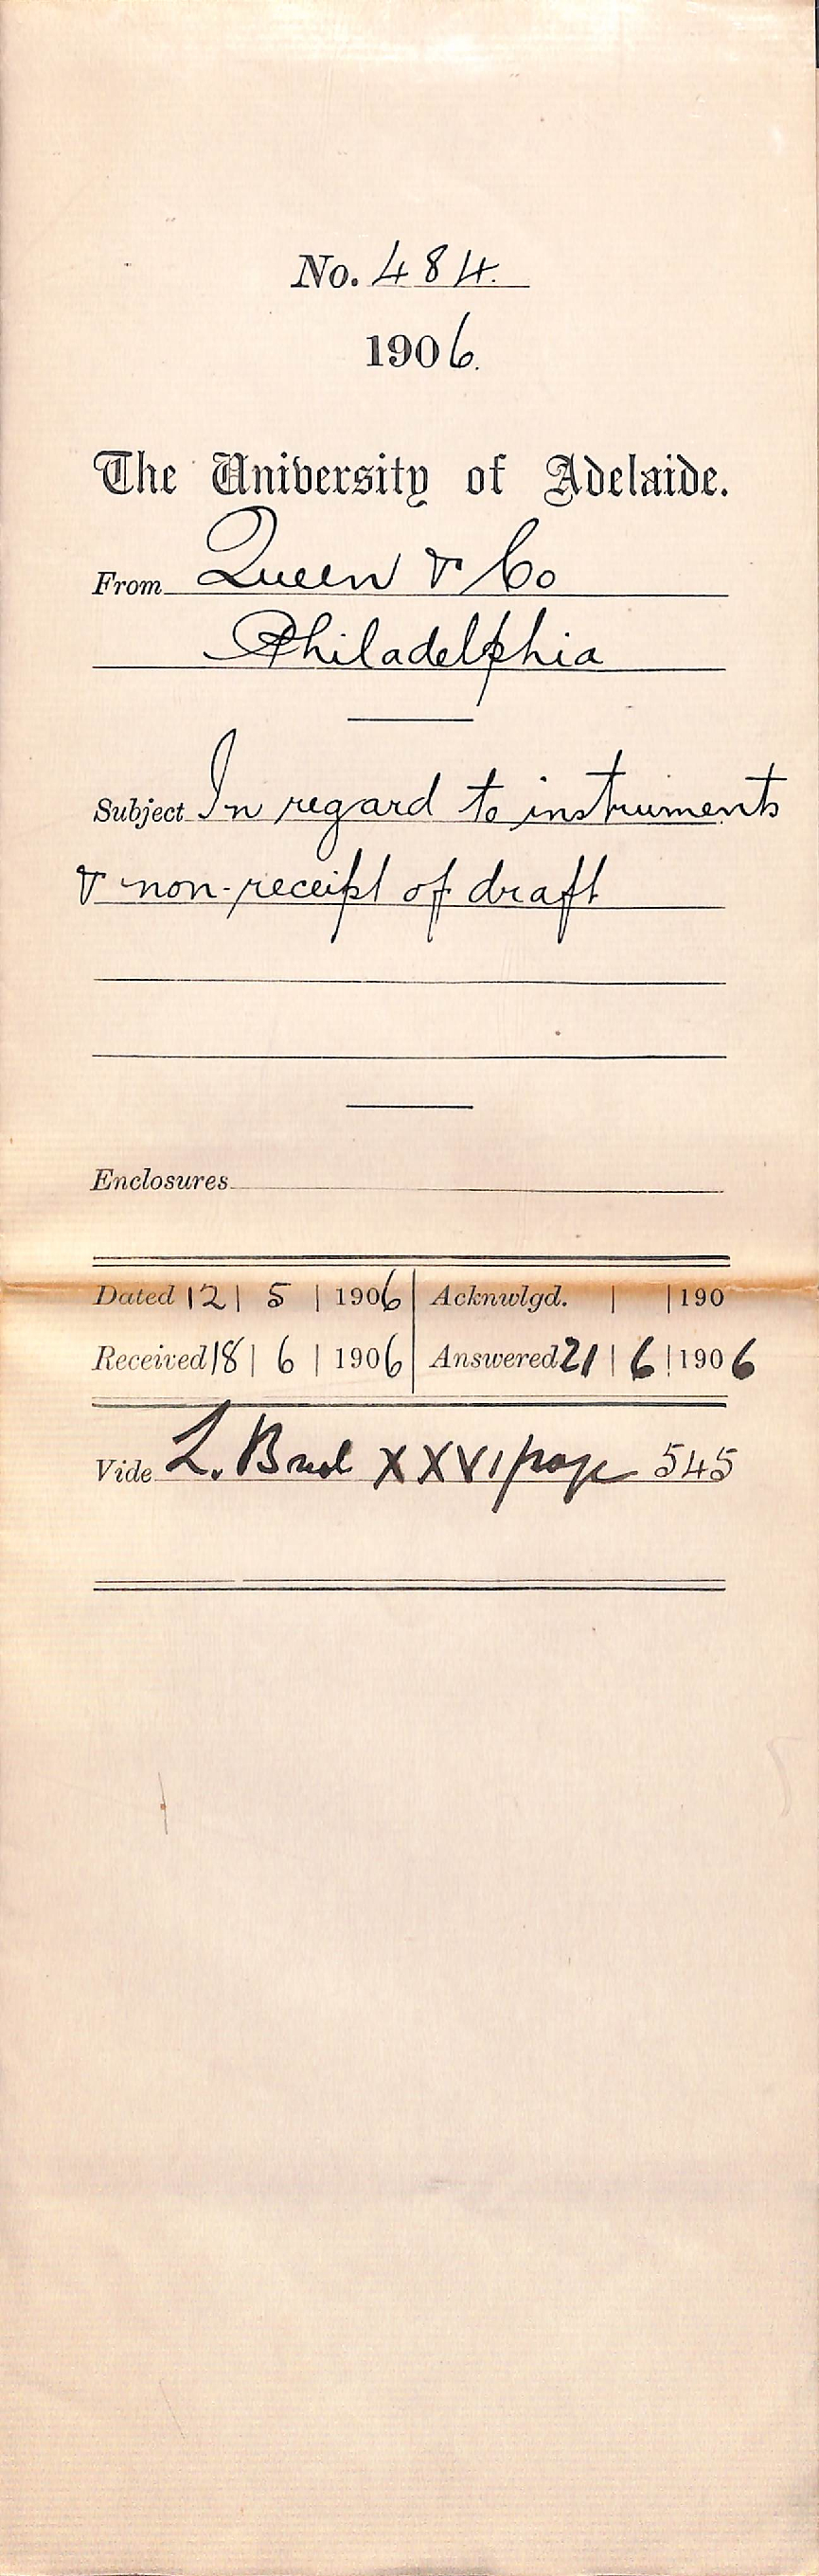 No. 484.
1906.
The University of Adelaide.
From Queen & Co
Philadelphia
Subject In regard to instruments
& non-receipt of draft
Enclosures
Dated 12 | 5 | 1906 | Acknwlgd. | | 190
Received 18 | 6 | 1906 | Answered 21 | 6 | 1906
Vide L. XXVI page 545